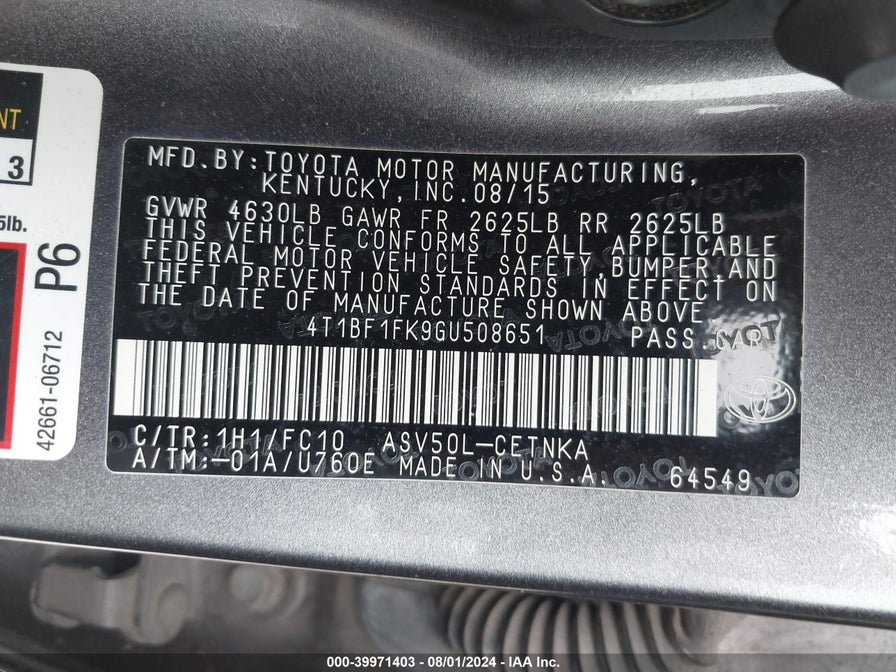 NT
3
5lb.
P6
42661-06712
MFD.BY:TOYOTA MOTOR MANUFACTURING,
KENTUCKY,INC.08/15
GVWR 4630LB GAWR FR 2625LB RR 2625LB
THIS VEHICLE CONFORMS TO ALL APPLICABLE
FEDERAL MOTOR VEHICLE SAFETY,BUMPER,AND
THEFT PREVENTION STANDARDS IN EFFECT ON
THE DATE OF MANUFACTURE SHOWN ABOVE.
4T1BF1FK9GU508651 PASS.CAR
C/TR:1H1/FC10 ASV50L-CETNKA
A/TM:-01A/U760E MADE IN U.S.A. 64549
000-39971403 - 08/01/2024 - IAA Inc.